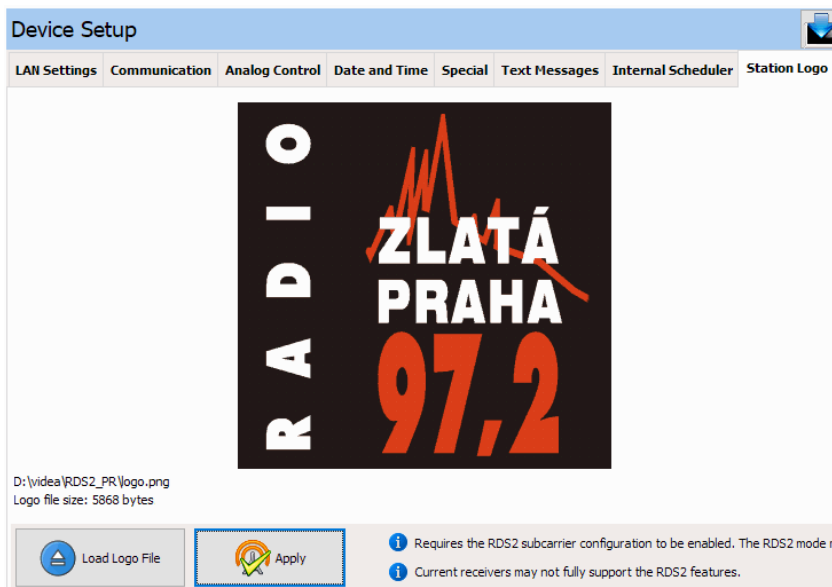 Device Setup
LAN Settings Communication Analog Control Date and Time Special Text Messages Internal Scheduler Station Logo
RADIO
ZLATÁ
PRAHA
97,2
D:\videa\RDS2_PR\logo.png
Logo file size: 5868 bytes
Load Logo File
Apply
Requires the RDS2 subcarrier configuration to be enabled. The RDS2 mode
Current receivers may not fully support the RDS2 features.